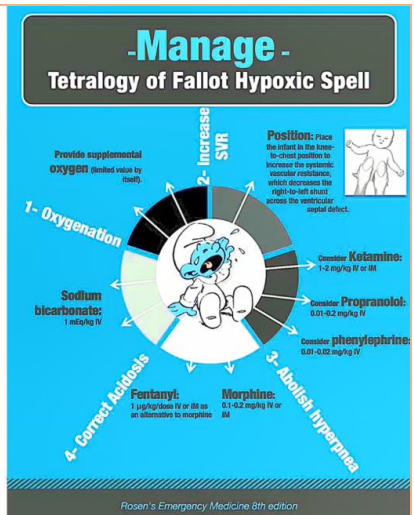 -Manage -
Tetralogy of Fallot Hypoxic Spell
2- Increase
SVR
Position: Place
the infant in the knee-
to-chest position to
increase the systemic
vascular resistance,
which decreases the
right-to-left shunt
across the ventricular
septal defect.
Provide supplemental
oxygen (limited value by
itself).
1- Oxygenation
Consider Ketamine:
1-2 mg/kg IV or IM
Consider Propranolol:
0.01-0.2 mg/kg IV
Consider phenylephrine:
0.01-0.02 mg/kg IV
Sodium
bicarbonate:
1 mEq/kg IV
3- Abolish hyperpnea
4- Correct Acidosis
Fentanyl:
1 µg/kg/dose IV or IM as
an alternative to morphine
Morphine:
0.1-0.2 mg/kg IV or
IM
Rosen's Emergency Medicine 8th edition